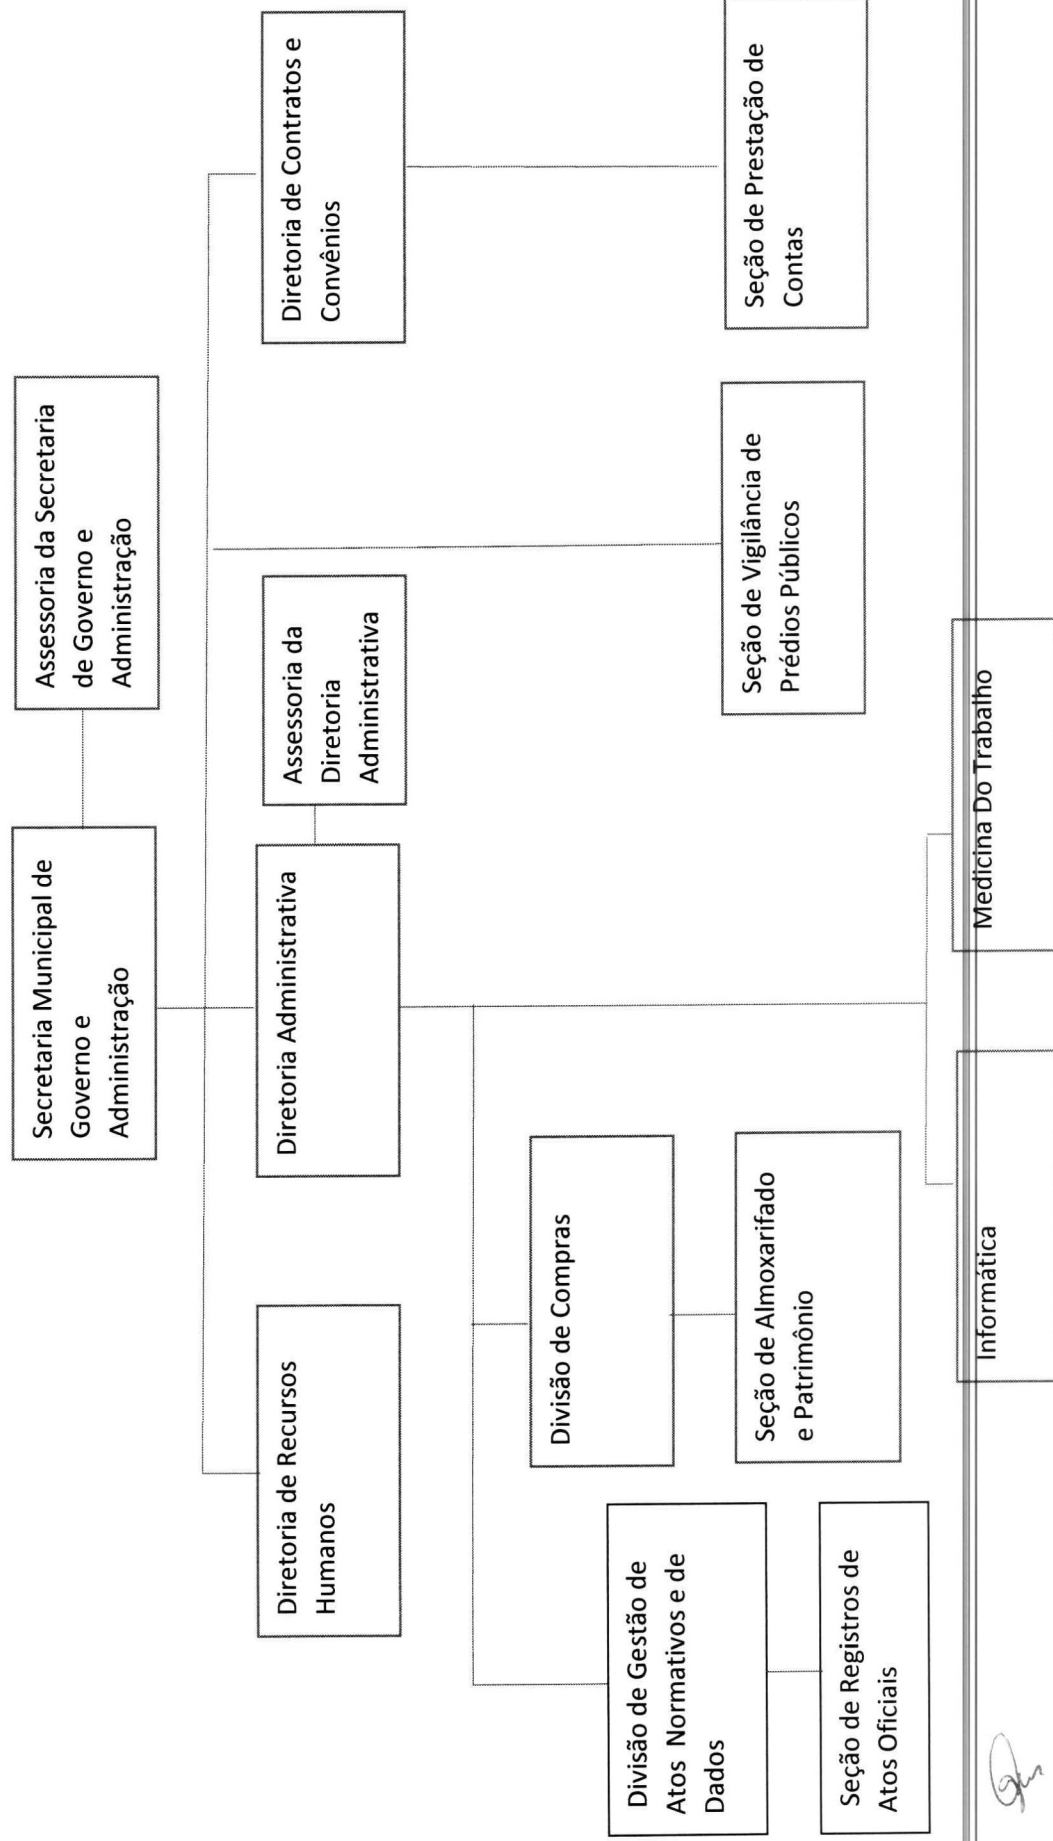 Secretaria Municipal de
Governo e
Administração
Assessoria da Secretaria
de Governo e
Administração
Diretoria de Recursos
Humanos
Diretoria Administrativa
Assessoria da
Diretoria
Administrativa
Diretoria de Contratos e
Convênios
Divisão de Gestão de
Atos Normativos e de
Dados
Divisão de Compras
Seção de Registros de
Atos Oficiais
Seção de Almoxarifado
e Patrimônio
Seção de Vigilância de
Prédios Públicos
Seção de Prestação de
Contas
Informática
Medicina Do Trabalho